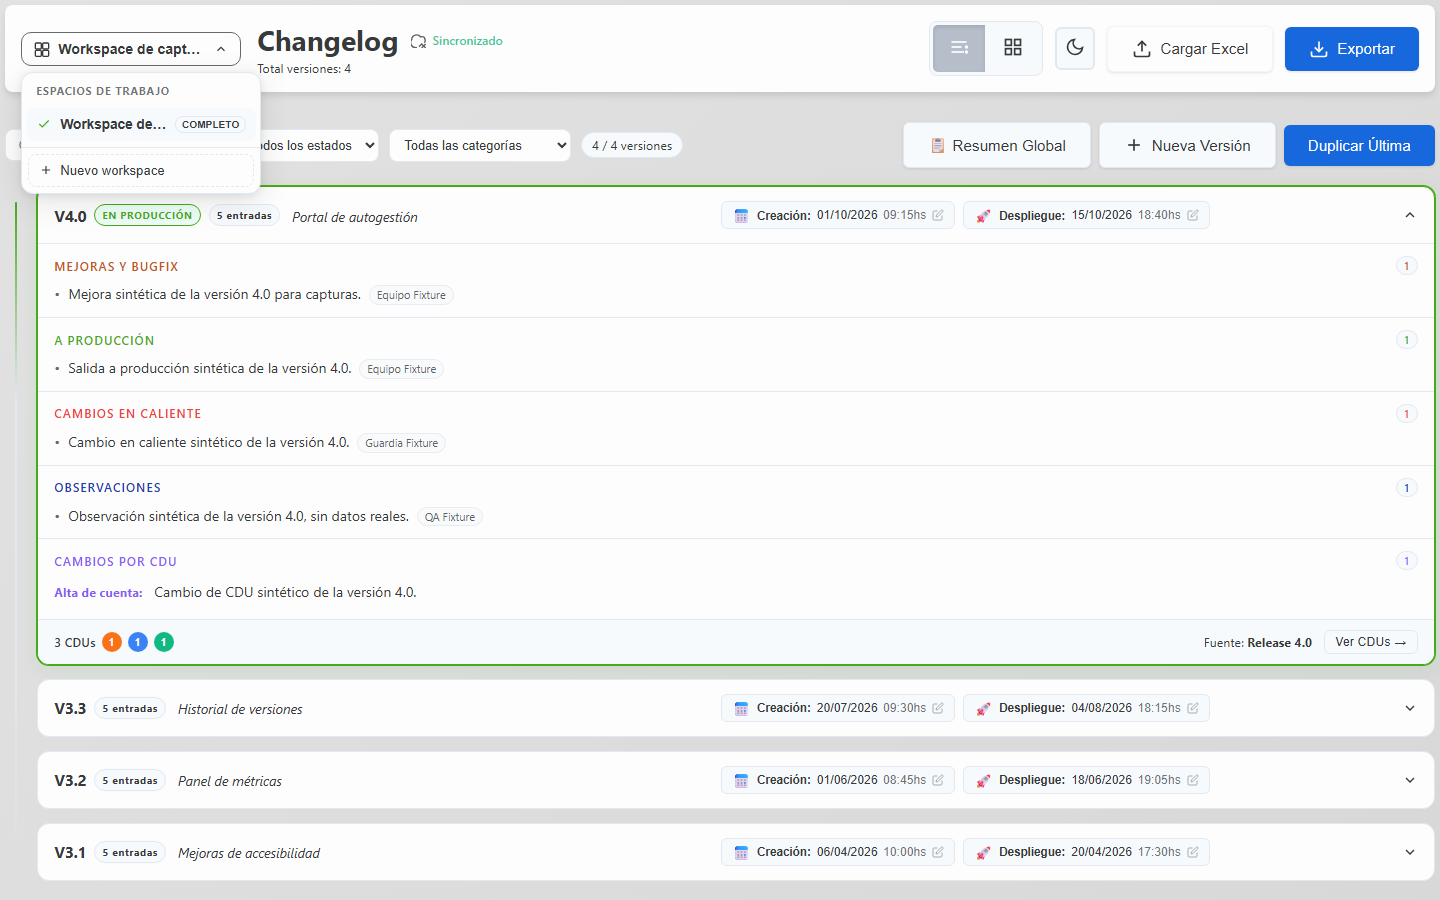 Workspace de capt...
Changelog
Sincronizado
Total versiones: 4
Cargar Excel
Exportar
ESPACIOS DE TRABAJO
Workspace de...
COMPLETO
Nuevo workspace
odos los estados
Todas las categorías
4 / 4 versiones
Resumen Global
Nueva Versión
Duplicar Última
V4.0
EN PRODUCCIÓN
5 entradas
Portal de autogestión
Creación: 01/10/2026 09:15hs
Despliegue: 15/10/2026 18:40hs
MEJORAS Y BUGFIX
1
• Mejora sintética de la versión 4.0 para capturas. Equipo Fixture
A PRODUCCIÓN
1
• Salida a producción sintética de la versión 4.0. Equipo Fixture
CAMBIOS EN CALIENTE
1
• Cambio en caliente sintético de la versión 4.0. Guardia Fixture
OBSERVACIONES
1
• Observación sintética de la versión 4.0, sin datos reales. QA Fixture
CAMBIOS POR CDU
1
Alta de cuenta: Cambio de CDU sintético de la versión 4.0.
3 CDUs 1 1 1
Fuente: Release 4.0
Ver CDUs →
V3.3
5 entradas
Historial de versiones
Creación: 20/07/2026 09:30hs
Despliegue: 04/08/2026 18:15hs
V3.2
5 entradas
Panel de métricas
Creación: 01/06/2026 08:45hs
Despliegue: 18/06/2026 19:05hs
V3.1
5 entradas
Mejoras de accesibilidad
Creación: 06/04/2026 10:00hs
Despliegue: 20/04/2026 17:30hs